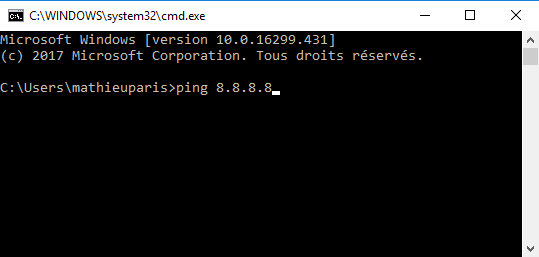 C:\WINDOWS\system32\cmd.exe
Microsoft Windows [version 10.0.16299.431]
(c) 2017 Microsoft Corporation. Tous droits réservés.
C:\Users\mathieuparis>ping 8.8.8.8